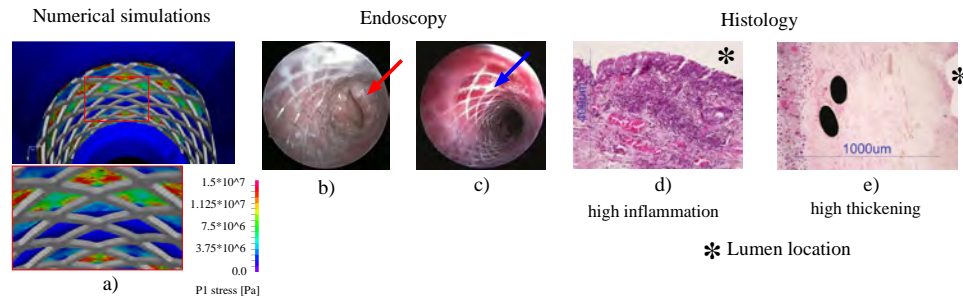 Numerical simulations
Endoscopy
Histology
1.5*10^7
1.125*10^7
7.5*10^6
3.75*10^6
0.0
P1 stress [Pa]
a)
b)
c)
d)
high inflammation
1000um
e)
high thickening
* Lumen location